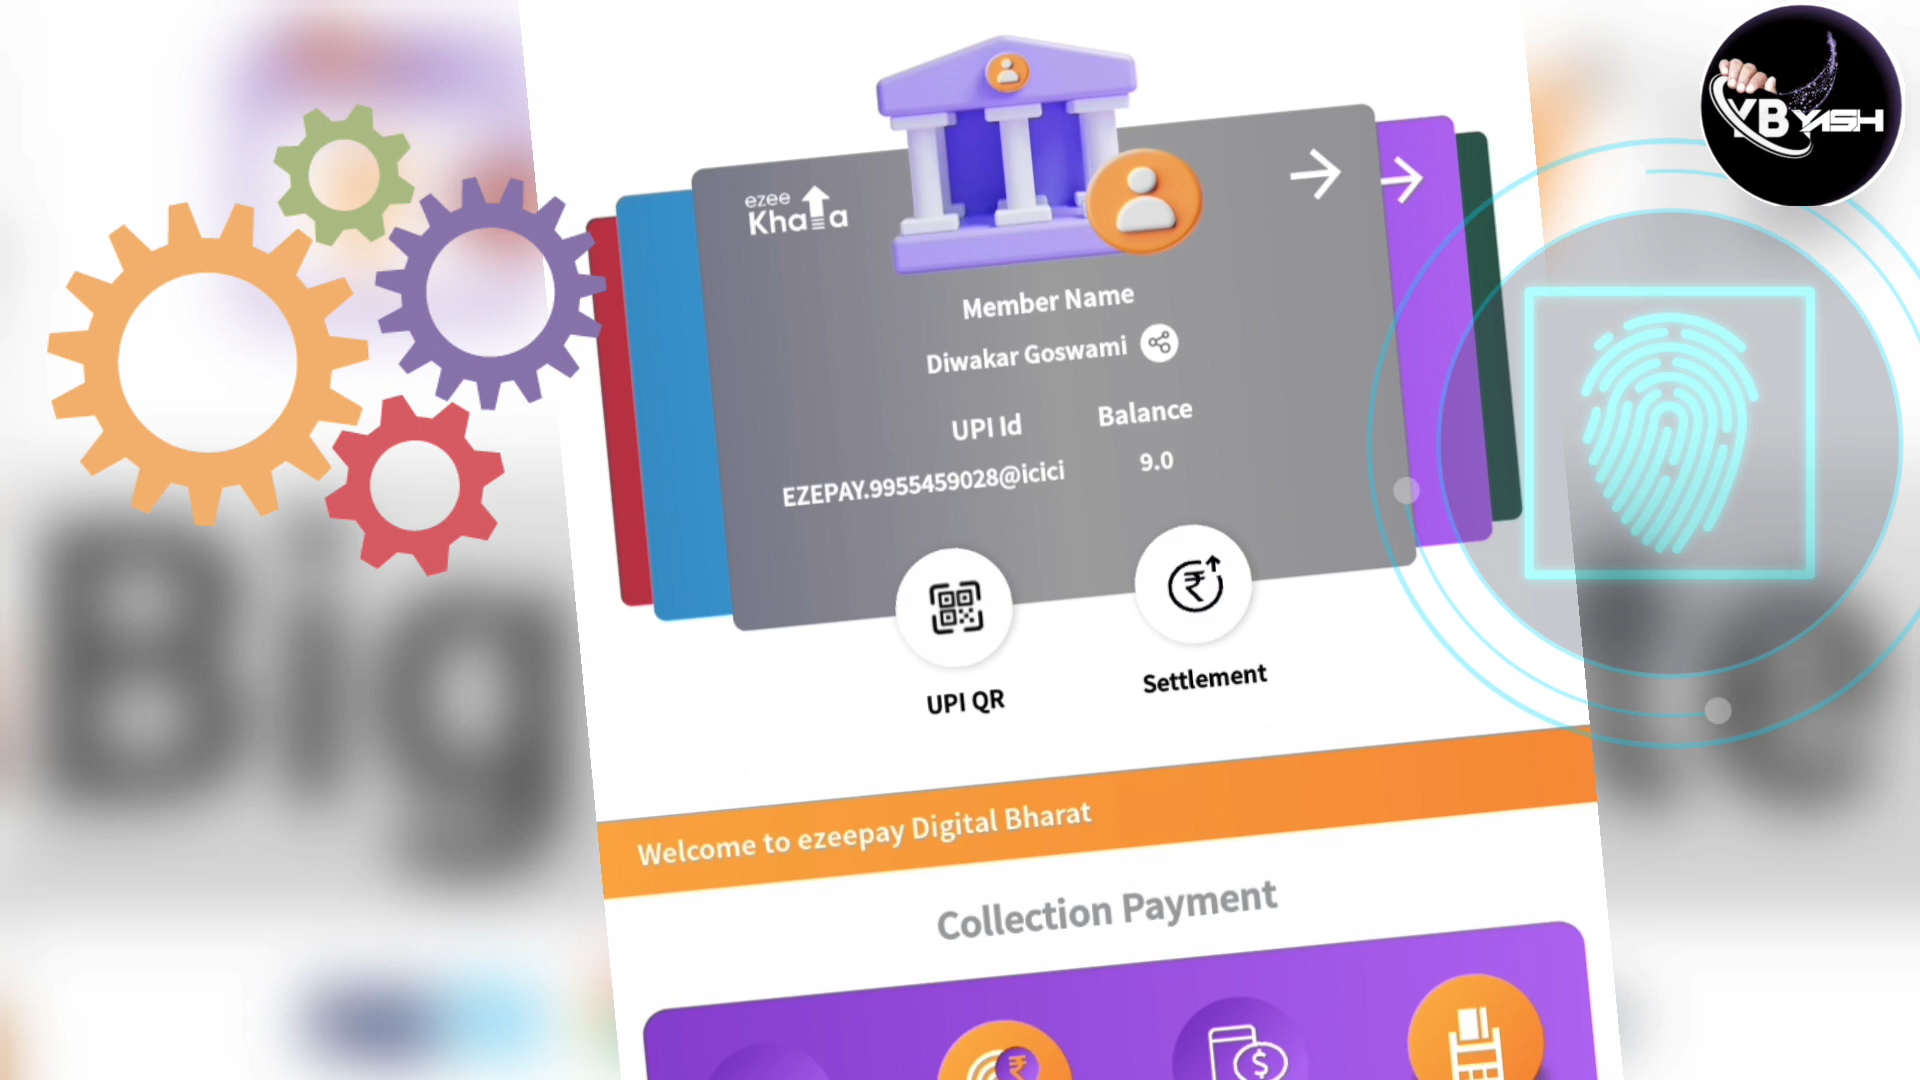 YB YASH
ezee
Khata
Member Name
Diwakar Goswami
UPI Id
Balance
EZEPAY.9955459028@icici
9.0
UPI QR
Settlement
Welcome to ezeepay Digital Bharat
Collection Payment
Big